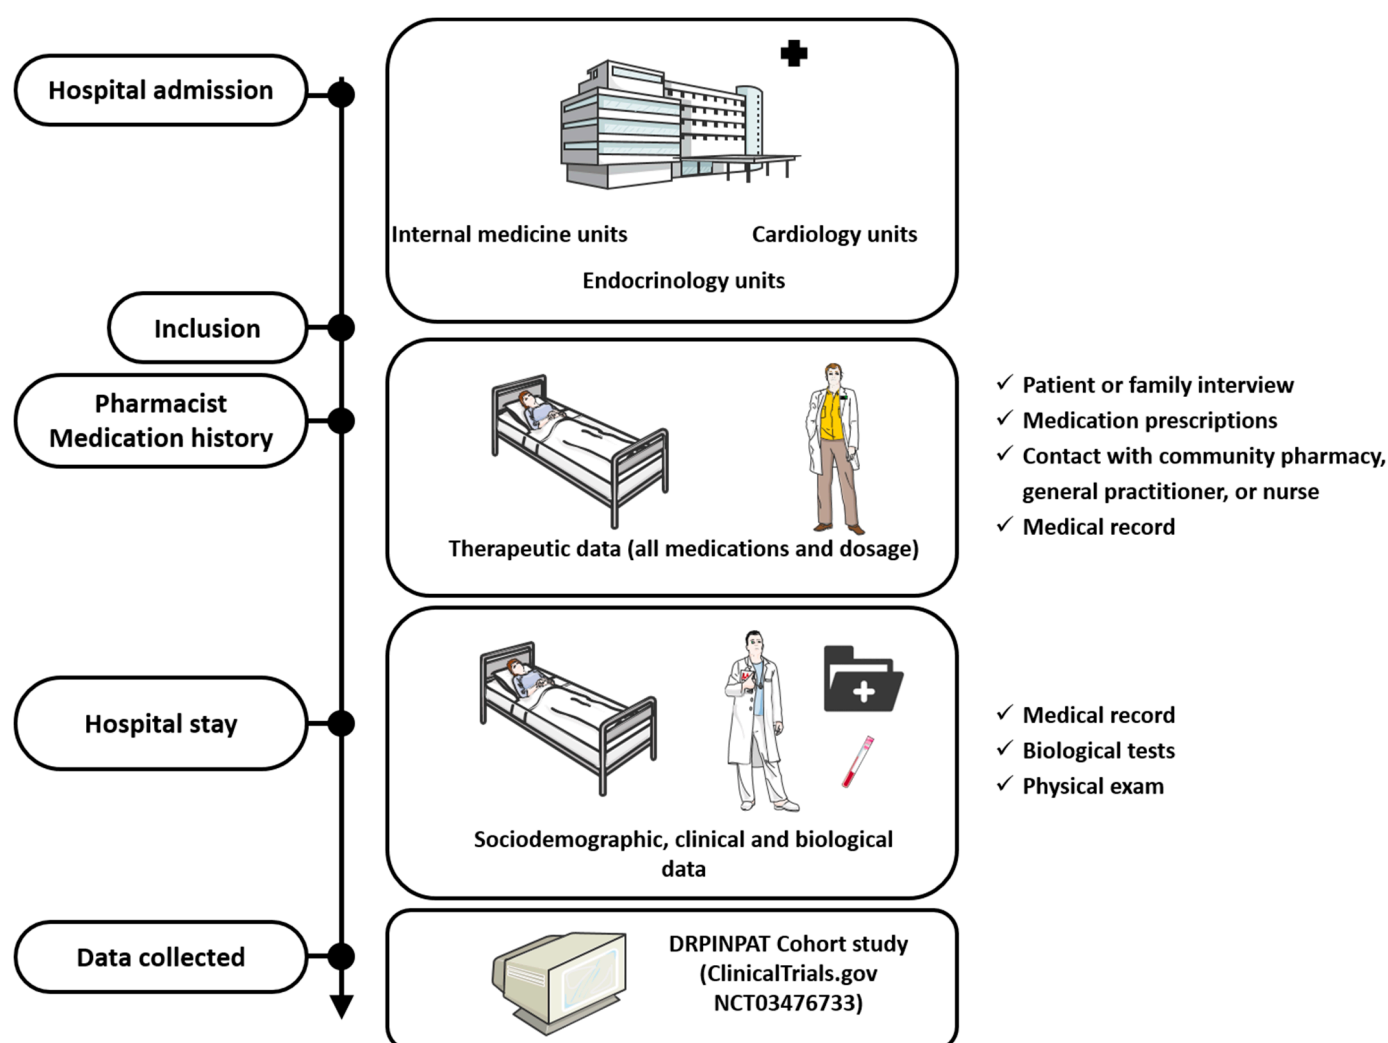 Hospital admission
Internal medicine units
Cardiology units
Endocrinology units
Inclusion
Pharmacist
Medication history
Therapeutic data (all medications and dosage)
✓ Patient or family interview
✓ Medication prescriptions
✓ Contact with community pharmacy,
general practitioner, or nurse
✓ Medical record
Hospital stay
Sociodemographic, clinical and biological
data
✓ Medical record
✓ Biological tests
✓ Physical exam
Data collected
DRPINPAT Cohort study
(ClinicalTrials.gov
NCT03476733)